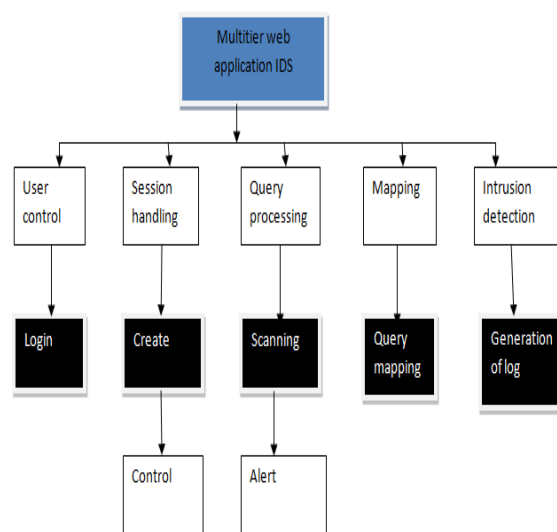 Multitier web
application IDS
User
control
Session
handling
Query
processing
Mapping
Intrusion
detection
Login
Create
Scanning
Query
mapping
Generation
of log
Control
Alert